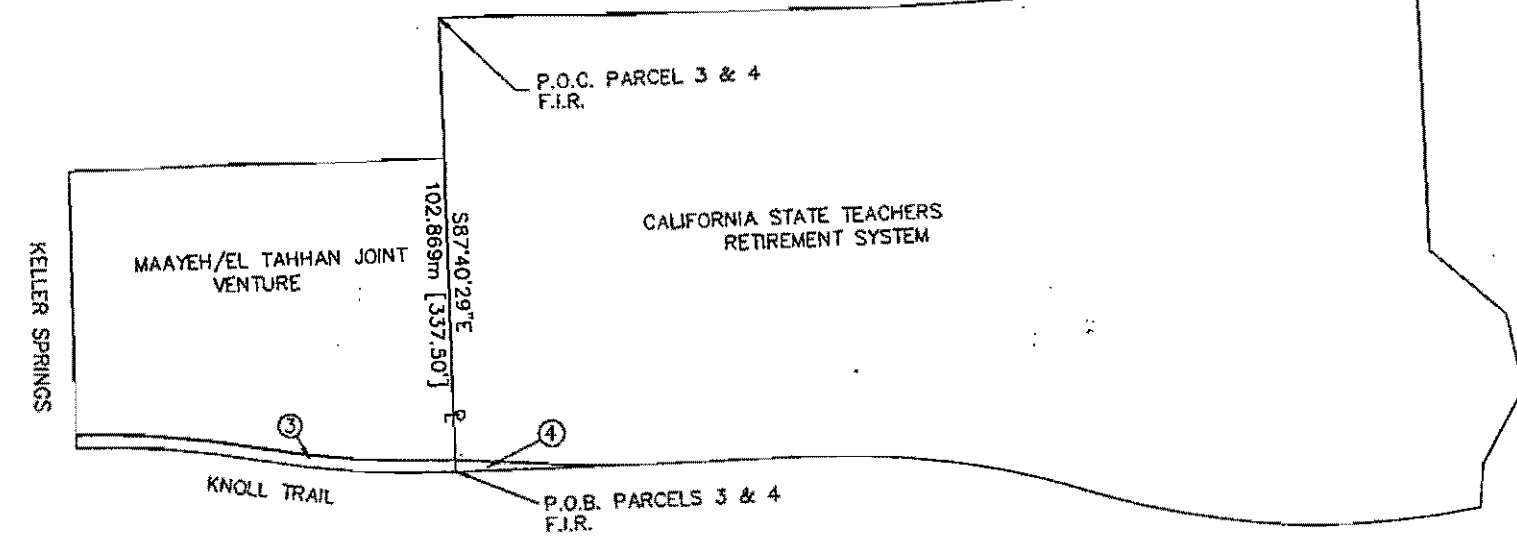 P.O.C. PARCEL 3 & 4
F.I.R.
CALIFORNIA STATE TEACHERS
RETIREMENT SYSTEM
MAAYEH/EL TAHHAN JOINT
VENTURE
KELLER SPRINGS
S87°40'29"E
102.869m [337.50']
PL
3
4
KNOLL TRAIL
P.O.B. PARCELS 3 & 4
F.I.R.